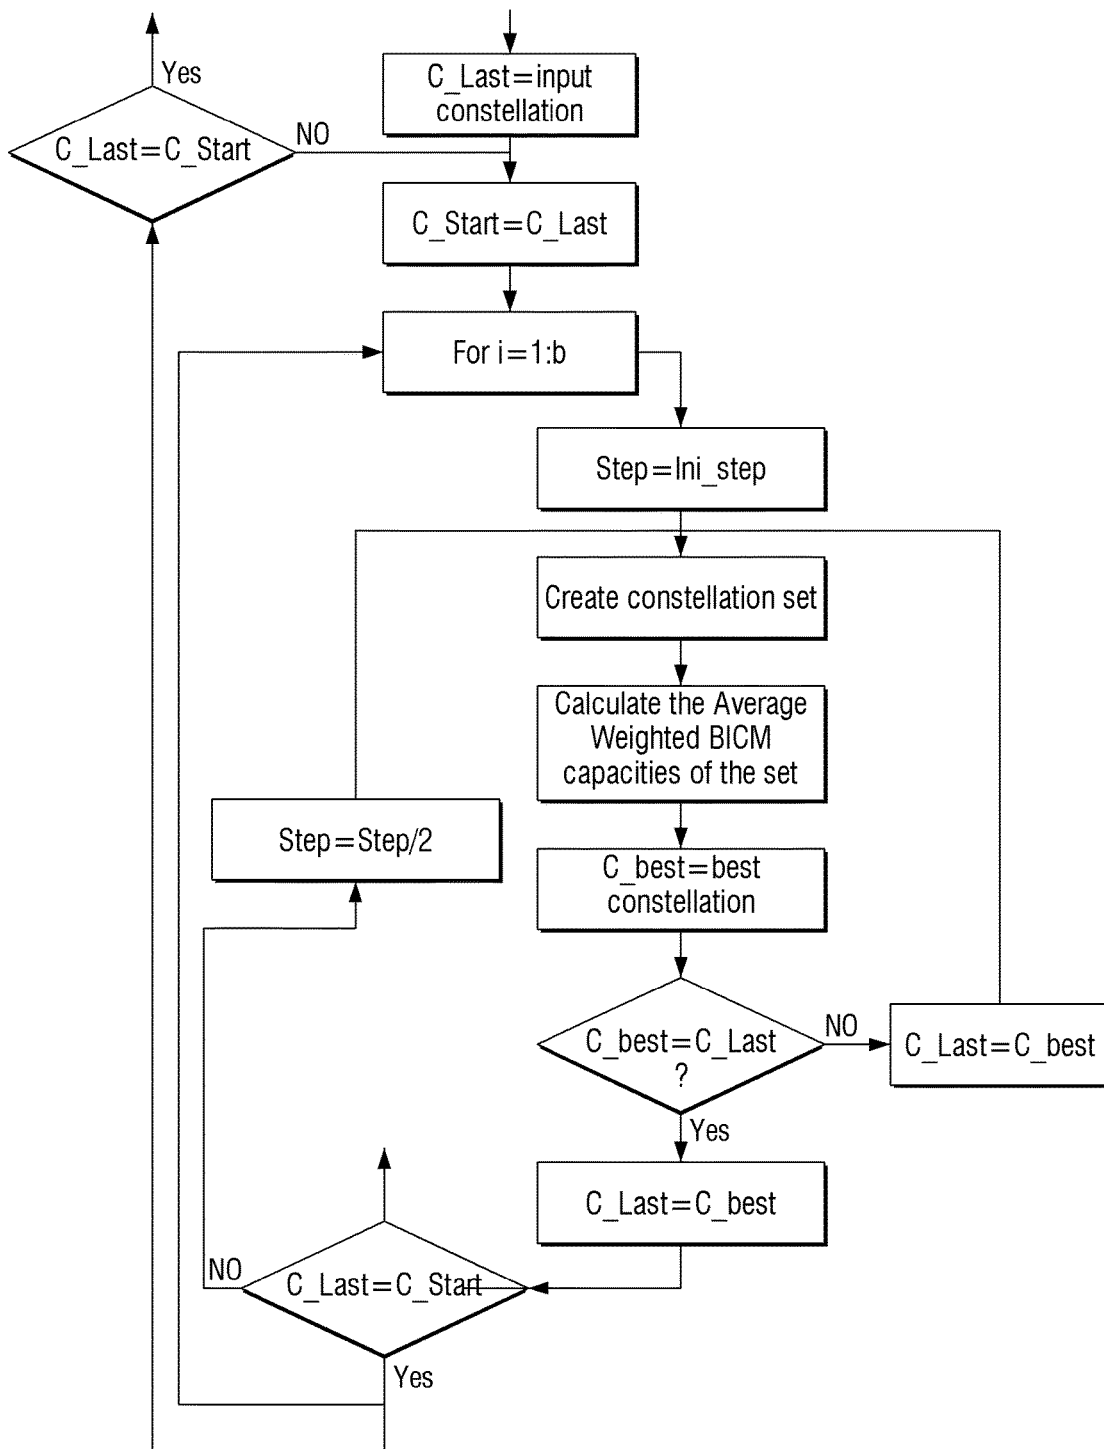 Yes
C_Last=input
constellation
C_Last=C_Start
NO
C_Start=C_Last
For i=1:b
Step=Ini_step
Create constellation set
Calculate the Average
Weighted BICM
capacities of the set
Step=Step/2
C_best=best
constellation
C_best=C_Last
?
NO
C_Last=C_best
Yes
C_Last=C_best
NO
C_Last=C_Start
Yes